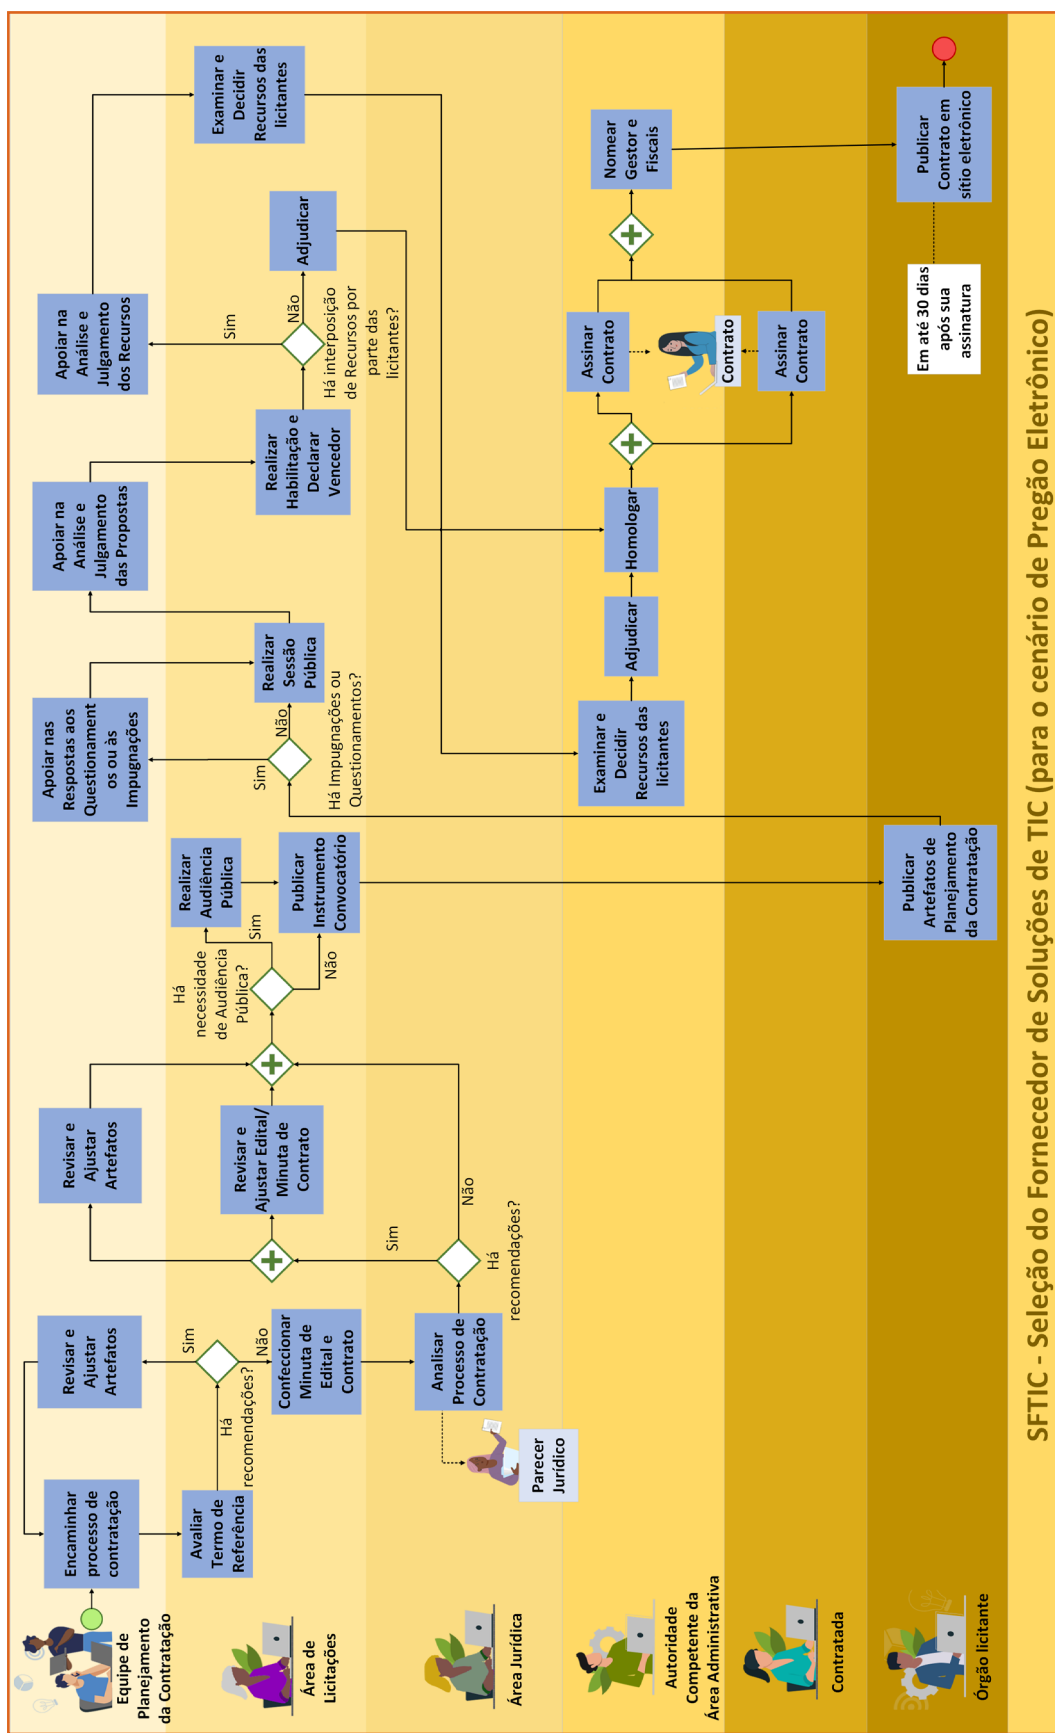 Equipe de
Planejamento
da Contratação
Encaminhar
processo de
contratação
Revisar e
Ajustar
Artefatos
Revisar e
Ajustar
Artefatos
Apoiar nas
Respostas aos
Questionament
os ou às
Impugnações
Apoiar na
Análise e
Julgamento
das Propostas
Apoiar na
Análise e
Julgamento
dos Recursos
Área de
Licitações
Avaliar
Termo de
Referência
Há
recomendações?
Sim
Não
Confeccionar
Minuta de
Edital e
Contrato
Revisar e
Ajustar Edital/
Minuta de
Contrato
Há
necessidade
de Audiência
Pública?
Sim
Não
Realizar
Audiência
Pública
Publicar
Instrumento
Convocatório
Sim
Não
Há Impugnações ou
Questionamentos?
Realizar
Sessão
Pública
Realizar
Habilitação e
Declarar
Vencedor
Sim
Não
Há interposição
de Recursos por
parte das
licitantes?
Adjudicar
Examinar e
Decidir
Recursos das
licitantes
Área Jurídica
Parecer
Jurídico
Analisar
Processo de
Contratação
Há
recomendações?
Sim
Não
Autoridade
Competente da
Área Administrativa
Examinar e
Decidir
Recursos das
licitantes
Adjudicar
Homologar
Assinar
Contrato
Nomear
Gestor e
Fiscais
Contratada
Contrato
Assinar
Contrato
Órgão licitante
Publicar
Artefatos de
Planejamento
da Contratação
Em até 30 dias
após sua
assinatura
Publicar
Contrato em
sítio eletrônico
SFTIC - Seleção do Fornecedor de Soluções de TIC (para o cenário de Pregão Eletrônico)